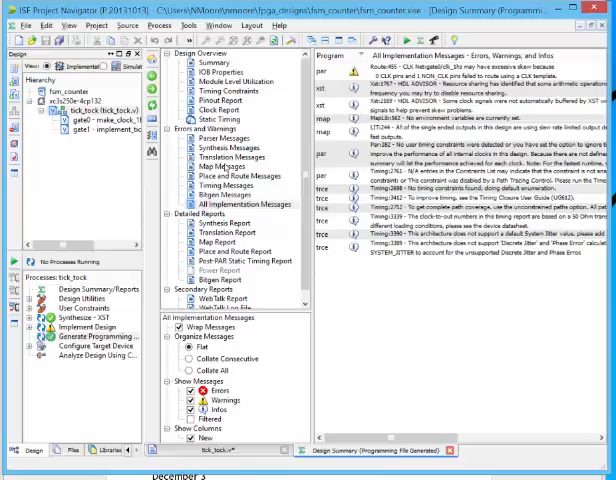 ISE Project Navigator (P.20131013) - C:\Users\NMoore\nmoore\fpga_designs\fsm_counter\fsm_counter.xise - [Design Summary (Programming
File Edit View Project Source Process Tools Window Layout Help
Design
View: Implementat Simulat
Hierarchy
fsm_counter
xc3s250e-4cp132
tick_tock (tick_tock.v)
gate0 - make_clock_1l
gate1 - implement_tic
No Processes Running
Processes: tick_tock
Design Summary/Reports
Design Utilities
User Constraints
Synthesize - XST
Implement Design
Generate Programming ...
Configure Target Device
Analyze Design Using C...
Design Files Libraries
Design Overview
Summary
IOB Properties
Module Level Utilization
Timing Constraints
Pinout Report
Clock Report
Static Timing
Errors and Warnings
Parser Messages
Synthesis Messages
Translation Messages
Map Messages
Place and Route Messages
Timing Messages
Bitgen Messages
All Implementation Messages
Detailed Reports
Synthesis Report
Translation Report
Map Report
Place and Route Report
Post-PAR Static Timing Report
Power Report
Bitgen Report
Secondary Reports
WebTalk Report
WebTalk Log File
All Implementation Messages
Wrap Messages
Organize Messages
Flat
Collate Consecutive
Collate All
Show Messages
Errors
Warnings
Infos
Filtered
Show Columns
New
tick_tock.v*
Program All Implementation Messages - Errors, Warnings, and Infos
par Route:455 - CLK Net:gate0/clk_1hz may have excessive skew because
0 CLK pins and 1 NON_CLK pins failed to route using a CLK template.
xst Xst:1767 - HDL ADVISOR - Resource sharing has identified that some arithmetic operations
frequency you may try to disable resource sharing.
xst Xst:2169 - HDL ADVISOR - Some clock signals were not automatically buffered by XST
signals to help prevent skew problems.
map MapLib:562 - No environment variables are currently set.
map LIT:244 - All of the single ended outputs in this design are using slew rate limited output
fast outputs.
par Par:282 - No user timing constraints were detected or you have set the option to ignore
improve the performance of all internal clocks in this design. Because there are not defined
summary will list the achieved performance for each clock. Note: For the fastest runtime,
Timing:2761 - N/A entries in the Constraints List may indicate that the constraint is not
constraints or this constraint was disabled by a Path Tracing Control. Please run the
trce Timing:2698 - No timing constraints found, doing default enumeration.
trce Timing:3412 - To improve timing, see the Timing Closure User Guide (UG612).
trce Timing:2752 - To get complete path coverage, use the unconstrained paths option. All
trce Timing:3339 - The clock-to-out numbers in this timing report are based on a 50 Ohm
different loading conditions, please see the device datasheet.
trce Timing:3390 - This architecture does not support a default System Jitter value, please
trce Timing:3389 - This architecture does not support 'Discrete Jitter' and 'Phase Error'
SYSTEM_JITTER to account for the unsupported Discrete Jitter and Phase Error
Design Summary (Programming File Generated)
December 3